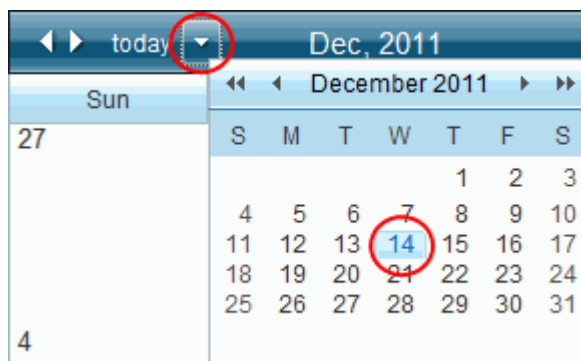 today Dec, 2011
December 2011
Sun
27
S M T W T F S
1 2 3
4 5 6 7 8 9 10
11 12 13 14 15 16 17
18 19 20 21 22 23 24
25 26 27 28 29 30 31
4